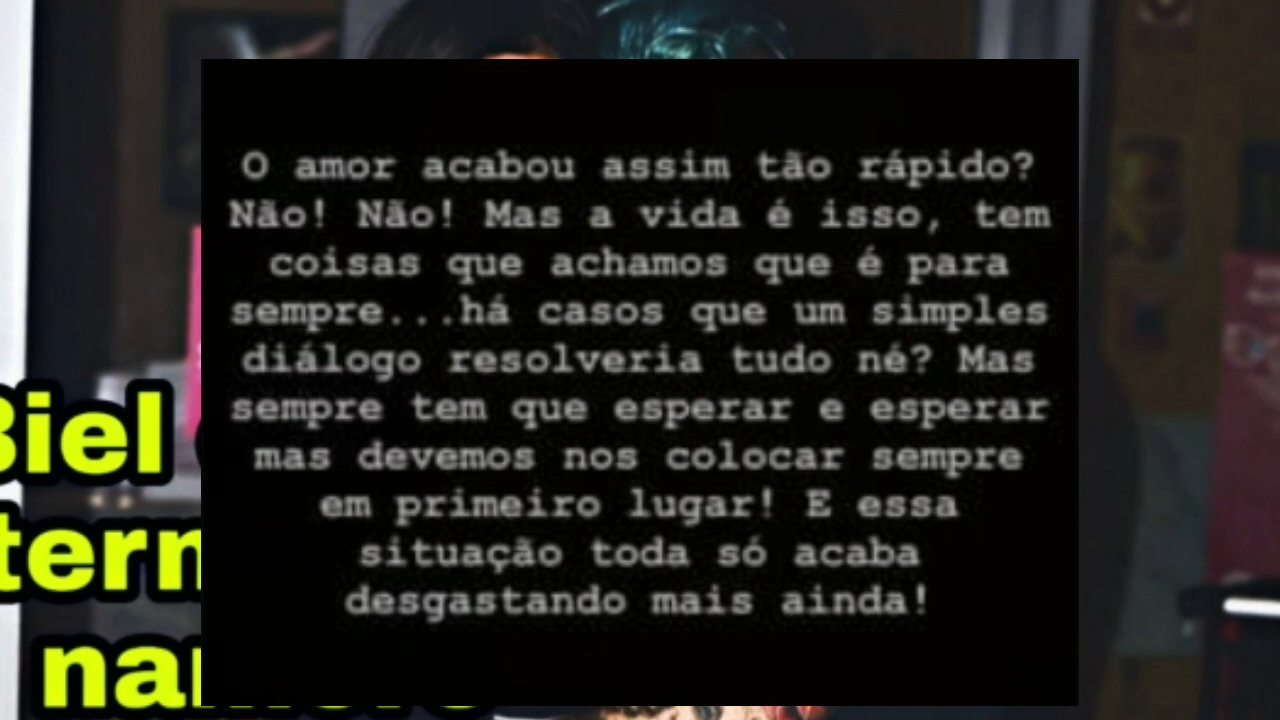 O amor acabou assim tão rápido?
Não! Não! Mas a vida é isso, tem
coisas que achamos que é para
sempre...há casos que um simples
diálogo resolveria tudo né? Mas
sempre tem que esperar e esperar
mas devemos nos colocar sempre
em primeiro lugar! E essa
situação toda só acaba
desgastando mais ainda!
Biel